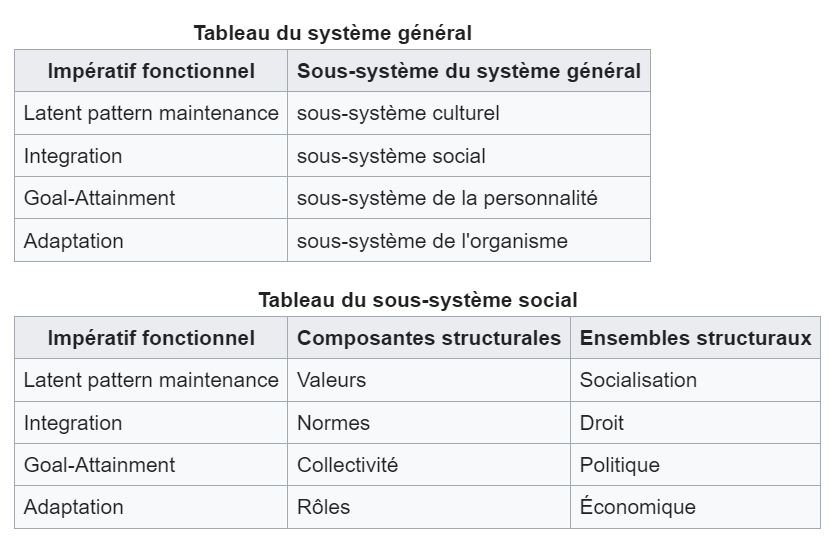 Tableau du système général
Impératif fonctionnel Sous-système du système général
Latent pattern maintenance sous-système culturel
Integration sous-système social
Goal-Attainment sous-système de la personnalité
Adaptation sous-système de l'organisme
Tableau du sous-système social
Impératif fonctionnel Composantes structurales Ensembles structuraux
Latent pattern maintenance Valeurs Socialisation
Integration Normes Droit
Goal-Attainment Collectivité Politique
Adaptation Rôles Économique